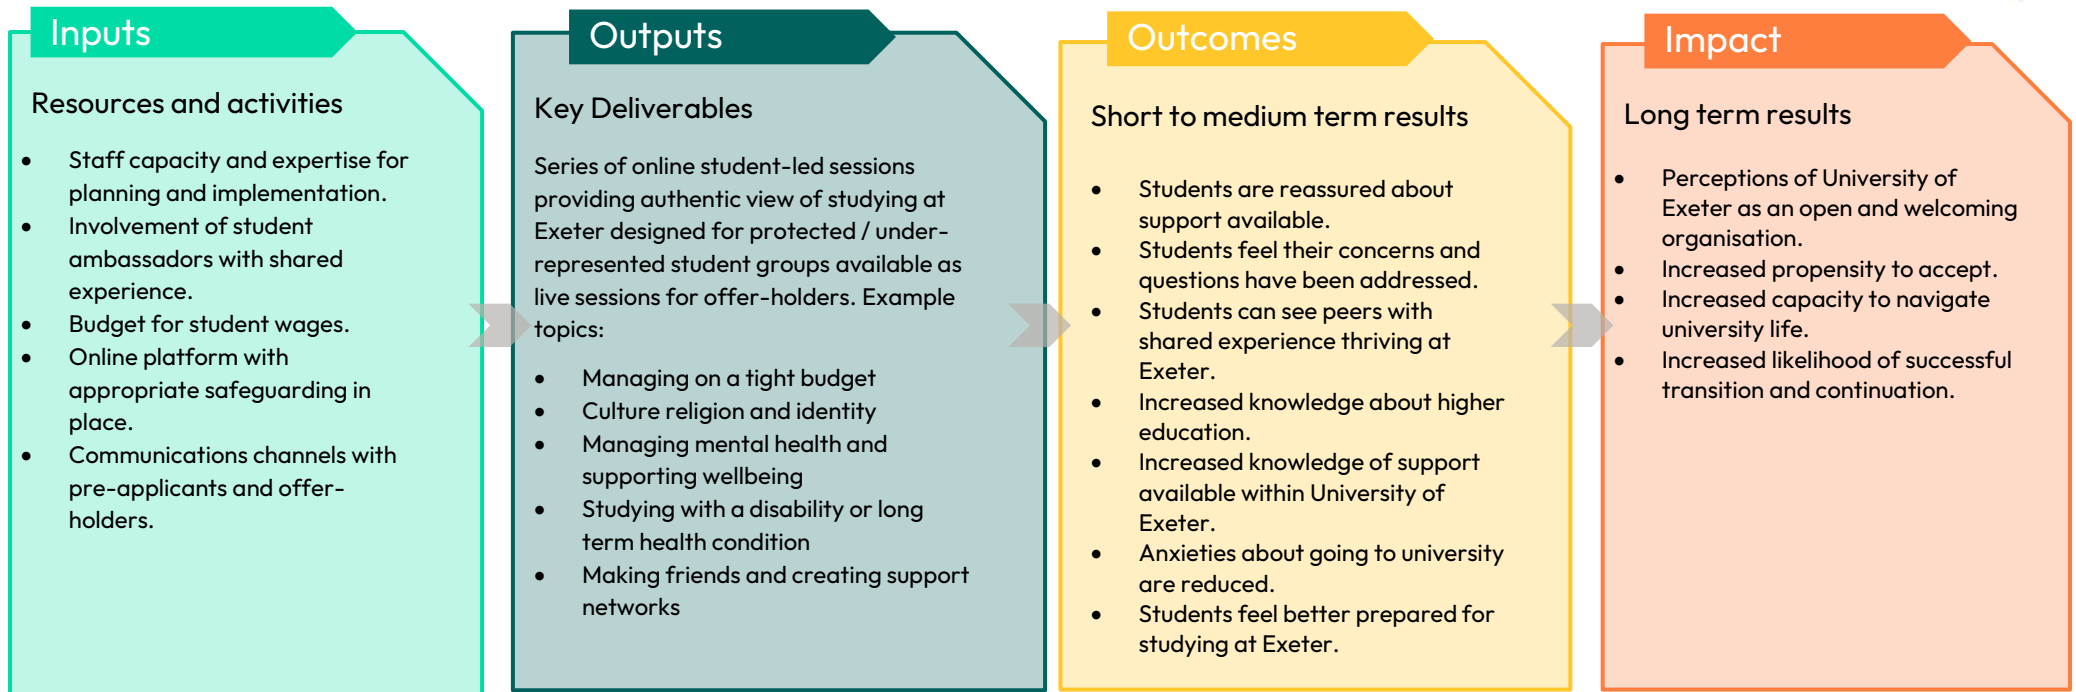 Inputs
Resources and activities
• Staff capacity and expertise for
planning and implementation.
• Involvement of student
ambassadors with shared
experience.
• Budget for student wages.
• Online platform with
appropriate safeguarding in
place.
• Communications channels with
pre-applicants and offer-
holders.
Outputs
Key Deliverables
Series of online student-led sessions
providing authentic view of studying at
Exeter designed for protected / under-
represented student groups available as
live sessions for offer-holders. Example
topics:
• Managing on a tight budget
• Culture religion and identity
• Managing mental health and
supporting wellbeing
• Studying with a disability or long
term health condition
• Making friends and creating support
networks
Outcomes
Short to medium term results
• Students are reassured about
support available.
• Students feel their concerns and
questions have been addressed.
• Students can see peers with
shared experience thriving at
Exeter.
• Increased knowledge about higher
education.
• Increased knowledge of support
available within University of
Exeter.
• Anxieties about going to university
are reduced.
• Students feel better prepared for
studying at Exeter.
Impact
Long term results
• Perceptions of University of
Exeter as an open and welcoming
organisation.
• Increased propensity to accept.
• Increased capacity to navigate
university life.
• Increased likelihood of successful
transition and continuation.